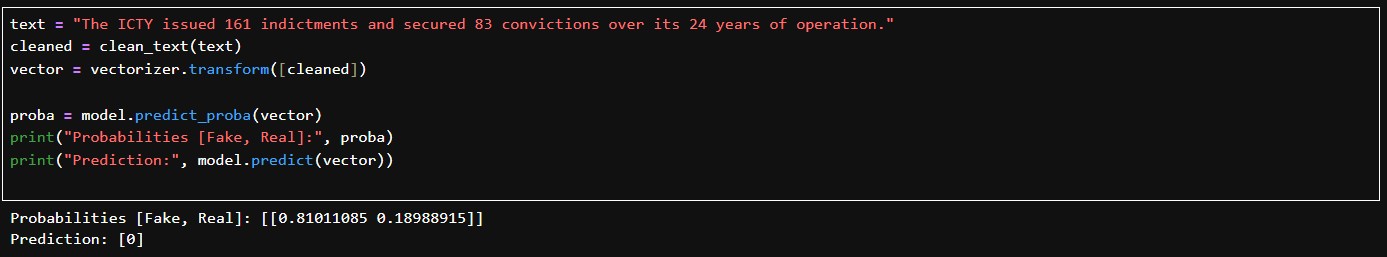 text = "The ICTY issued 161 indictments and secured 83 convictions over its 24 years of operation."
cleaned = clean_text(text)
vector = vectorizer.transform([cleaned])
proba = model.predict_proba(vector)
print("Probabilities [Fake, Real]:", proba)
print("Prediction:", model.predict(vector))
Probabilities [Fake, Real]: [[0.81011085 0.18988915]]
Prediction: [0]